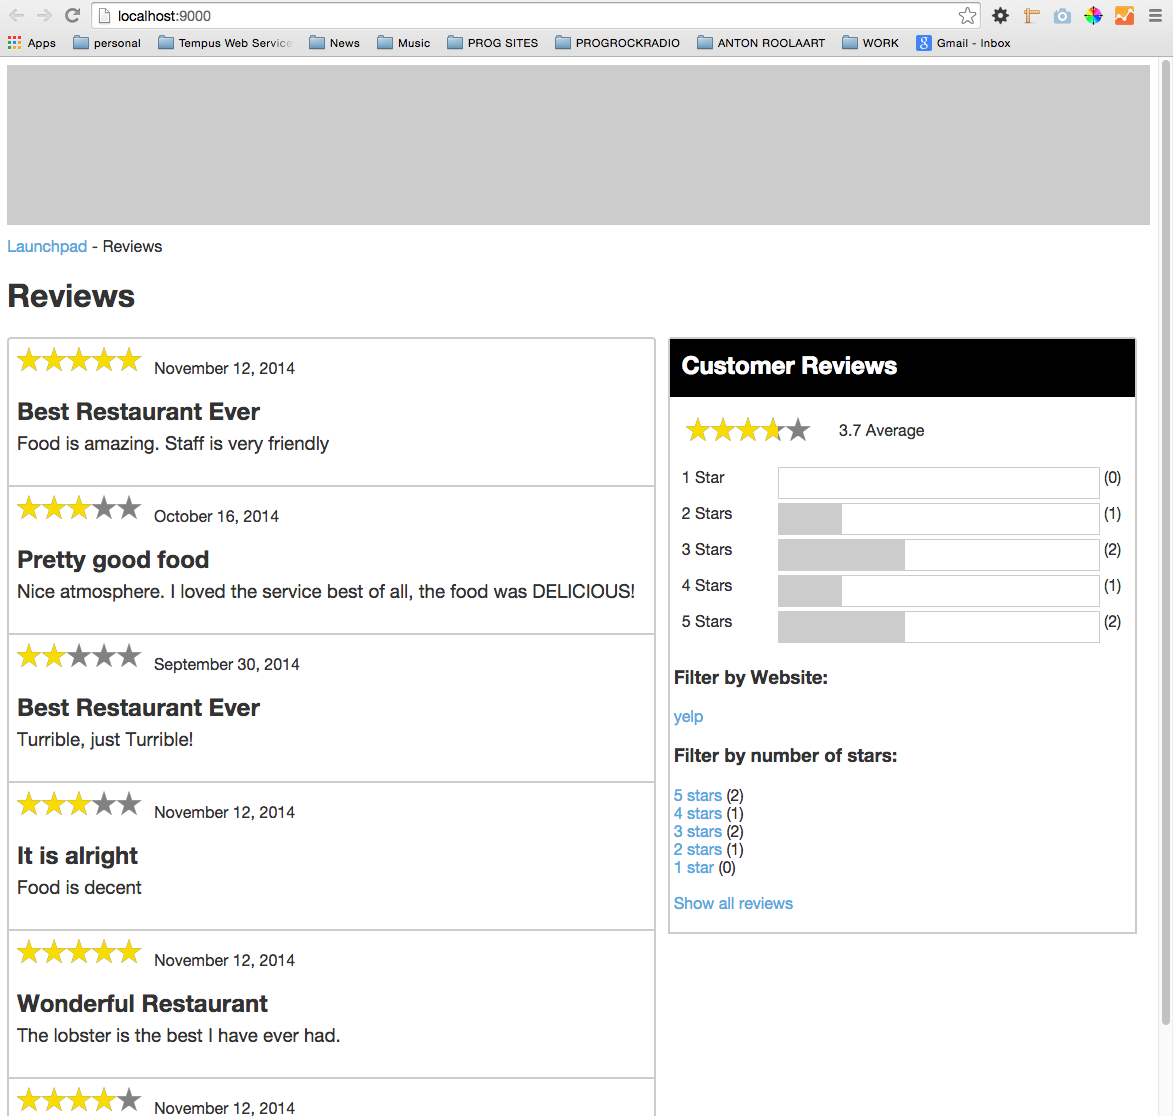 localhost:9000
Apps personal Tempus Web Service News Music PROG SITES PROGROCKRADIO ANTON ROOLAART WORK Gmail - Inbox
Launchpad - Reviews
Reviews
November 12, 2014
Best Restaurant Ever
Food is amazing. Staff is very friendly
October 16, 2014
Pretty good food
Nice atmosphere. I loved the service best of all, the food was DELICIOUS!
September 30, 2014
Best Restaurant Ever
Turrible, just Turrible!
November 12, 2014
It is alright
Food is decent
November 12, 2014
Wonderful Restaurant
The lobster is the best I have ever had.
November 12, 2014
Customer Reviews
3.7 Average
1 Star (0)
2 Stars (1)
3 Stars (2)
4 Stars (1)
5 Stars (2)
Filter by Website:
yelp
Filter by number of stars:
5 stars (2)
4 stars (1)
3 stars (2)
2 stars (1)
1 star (0)
Show all reviews